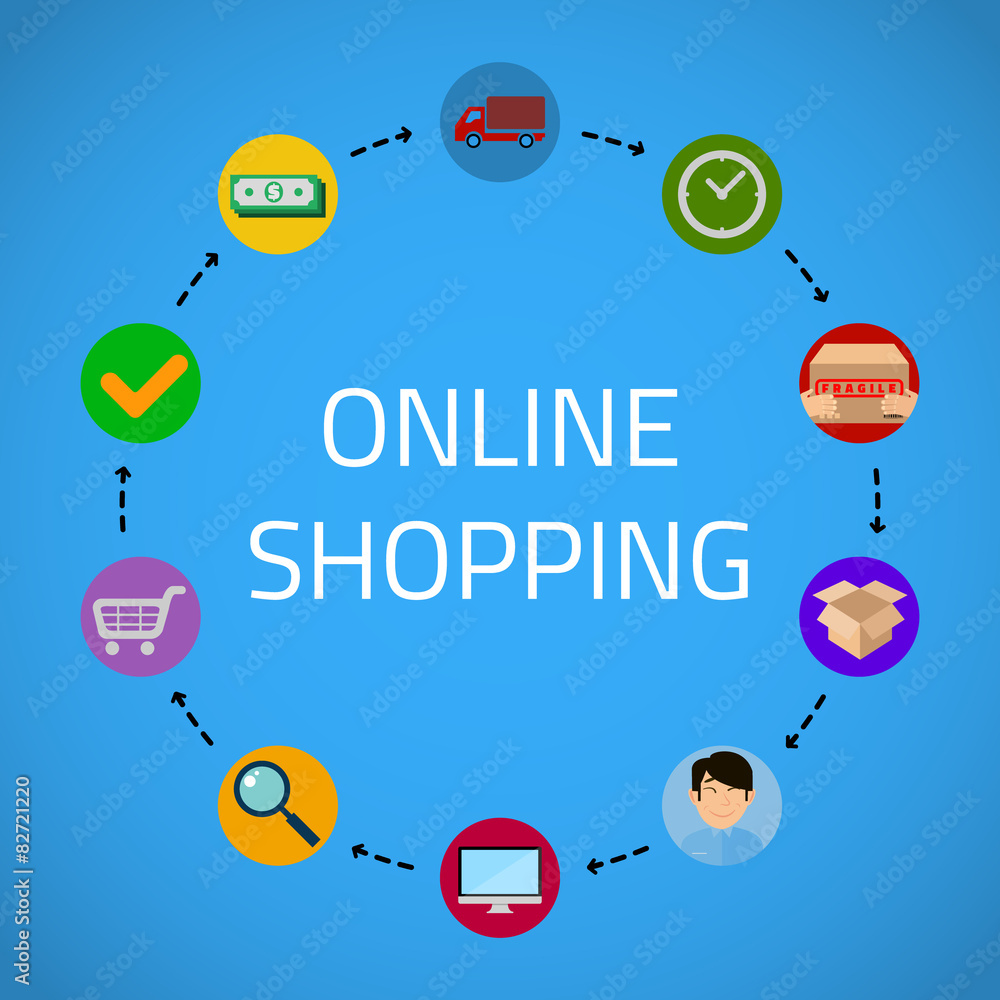 $
FRAGILE
ONLINE
SHOPPING
Adobe Stock | #82721220